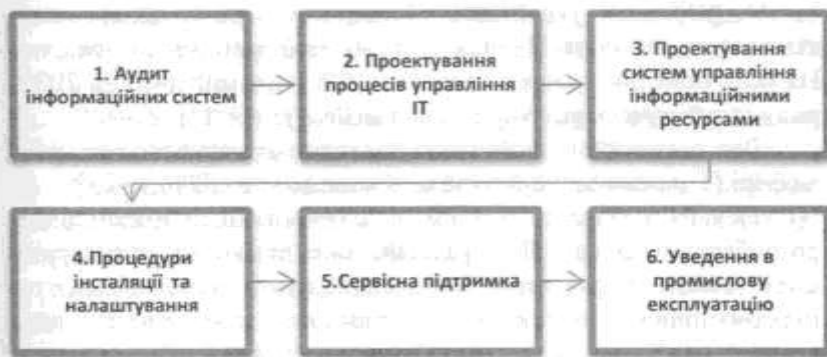 1. Аудит
інформаційних систем
2. Проектування
процесів управління
ІТ
3. Проектування
систем управління
інформаційними
ресурсами
4.Процедури
інсталяції та
налаштування
5.Сервісна підтримка
6. Уведення в
промислову
експлуатацію